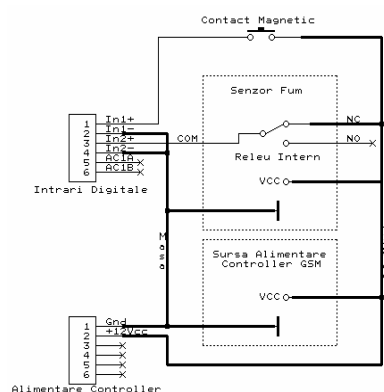 Contact Magnetic
Senzor Fum
1 In1+
2 In1-
3 In2+
4 In2-
5 AC1A
6 AC1B
COM
NC
NO
Releu Intern
Intrari Digitale
VCC
Masa
Sursa Alimentare
Controller GSM
VCC
1 Gnd
2 +12Vcc
3
4
5
6
Alimentare Controller